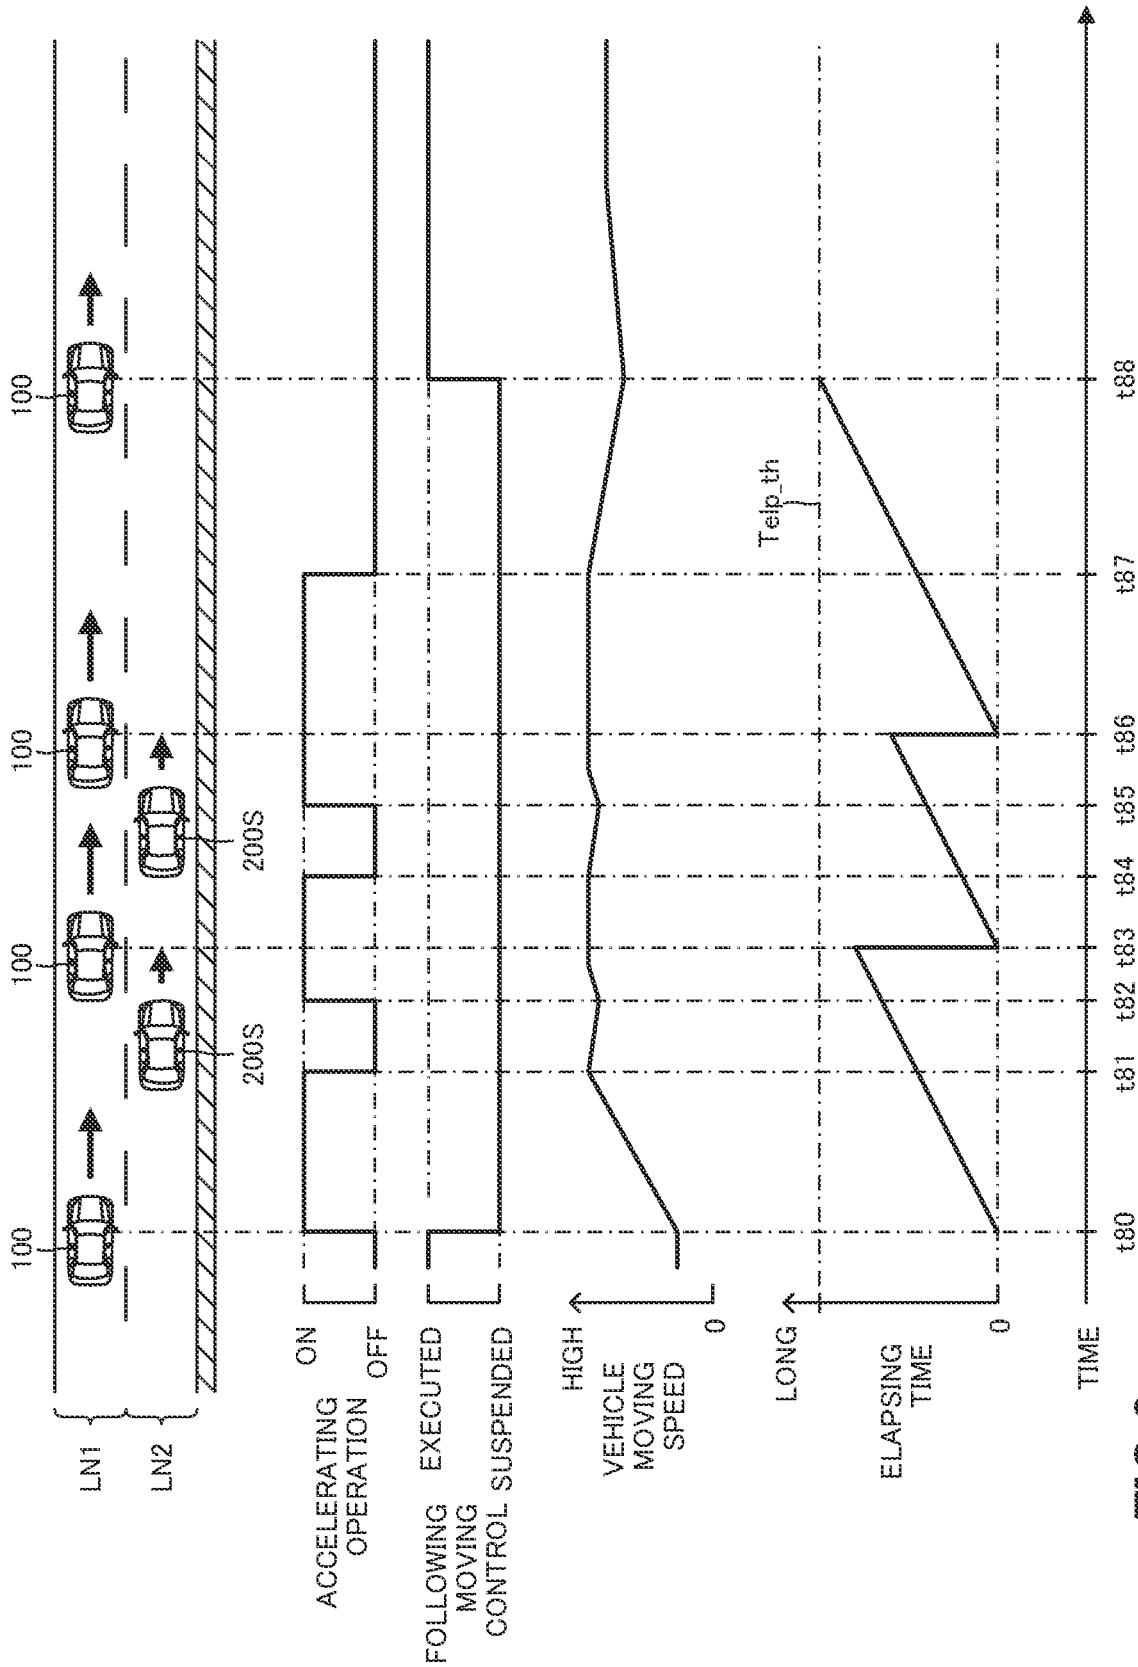 100
100
100
100
LN1
LN2
200S
200S
ON
OFF
ACCELERATING
OPERATION
EXECUTED
SUSPENDED
FOLLOWING
MOVING
CONTROL
HIGH
VEHICLE
MOVING
SPEED
0
LONG
ELAPSING
TIME
0
Telp_th
TIME
t80
t81
t82
t83
t84
t85
t86
t87
t88